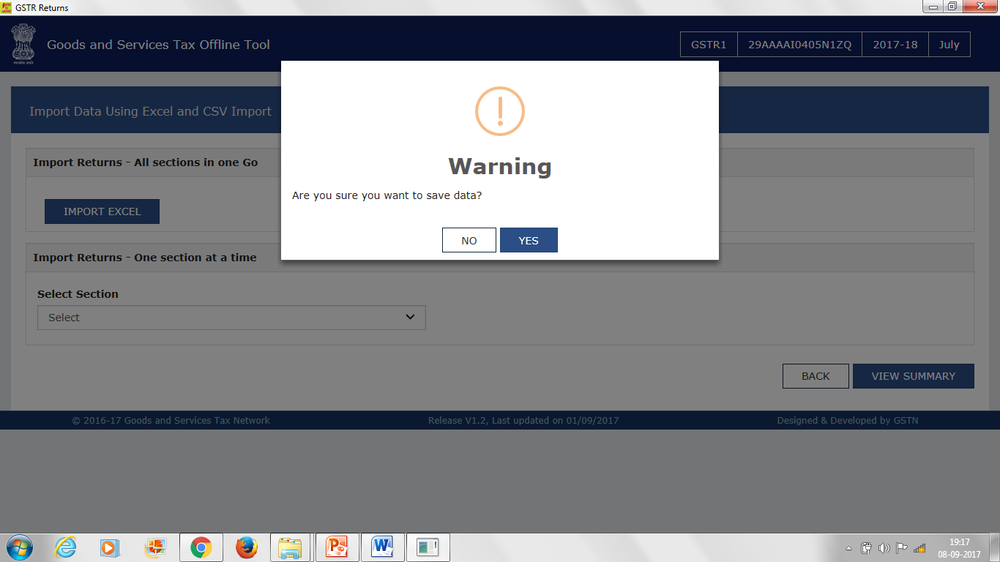 GSTR Returns
Goods and Services Tax Offline Tool
GSTR1 29AAAAI0405N1ZQ 2017-18 July
Import Data Using Excel and CSV Import
Warning
Are you sure you want to save data?
NO YES
Import Returns - All sections in one Go
IMPORT EXCEL
Import Returns - One section at a time
Select Section
Select
BACK VIEW SUMMARY
© 2016-17 Goods and Services Tax Network Release V1.2, Last updated on 01/09/2017 Designed & Developed by GSTN
19:17
08-09-2017